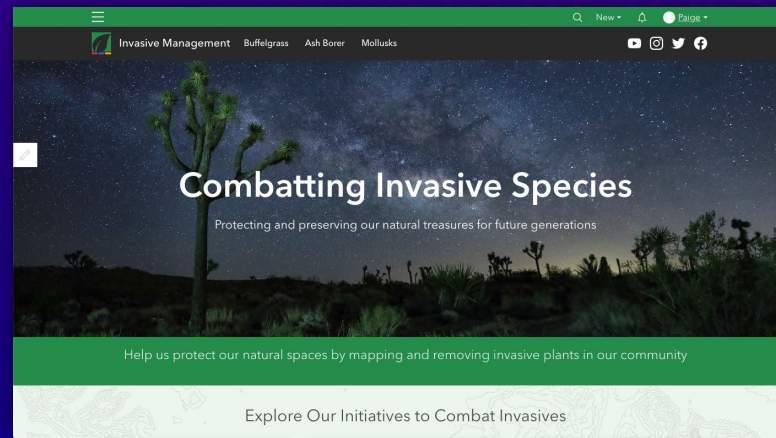 New Paige
Invasive Management Buffelgrass Ash Borer Mollusks
Combatting Invasive Species
Protecting and preserving our natural treasures for future generations
Help us protect our natural spaces by mapping and removing invasive plants in our community
Explore Our Initiatives to Combat Invasives